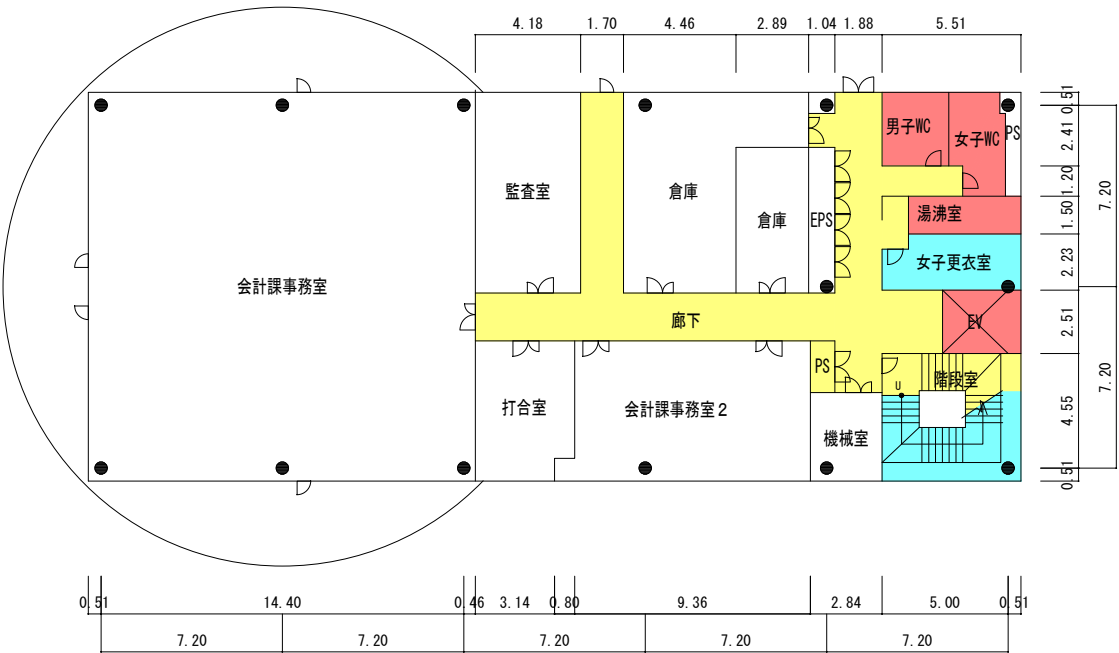 4.18 1.70 4.46 2.89 1.04 1.88 5.51
0.51
2.41
1.20
1.50
2.23
2.51
4.55
0.51
7.20
7.20
男子WC
女子WC
PS
監査室
倉庫
倉庫
EPS
湯沸室
女子更衣室
会計課事務室
廊下
EV
PS
階段室
U
打合室
会計課事務室2
機械室
0.51 14.40 0.46 3.14 0.80 9.36 2.84 5.00 0.51
7.20 7.20 7.20 7.20 7.20